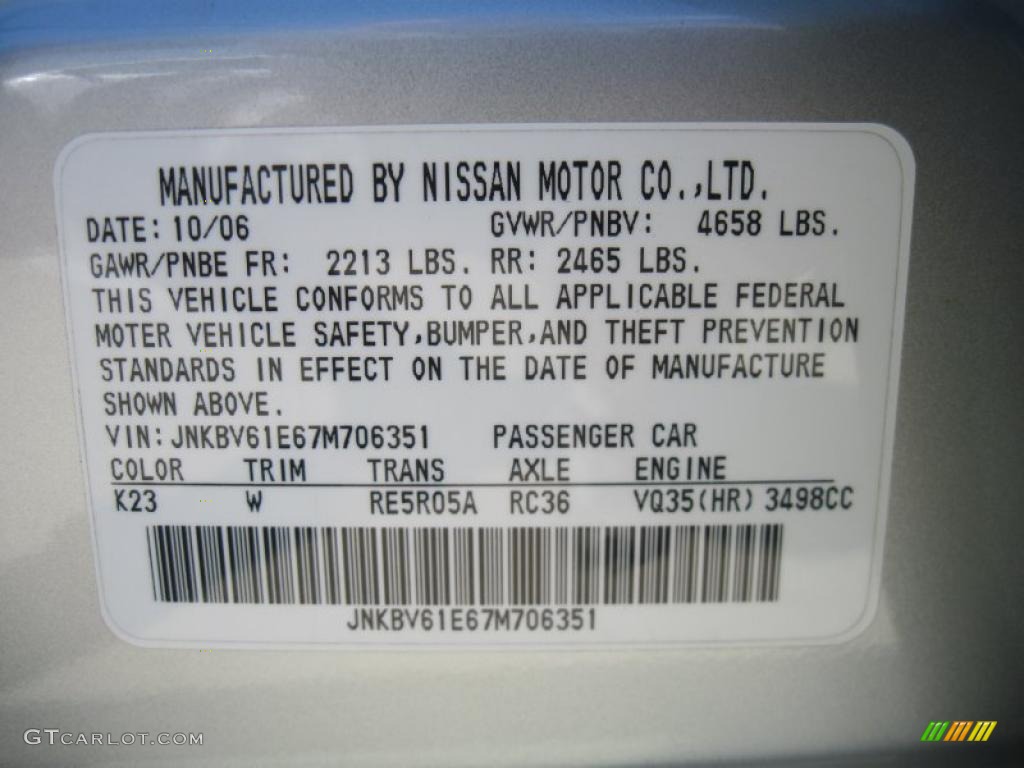 MANUFACTURED BY NISSAN MOTOR CO.,LTD.
DATE: 10/06 GVWR/PNBV: 4658 LBS.
GAWR/PNBE FR: 2213 LBS. RR: 2465 LBS.
THIS VEHICLE CONFORMS TO ALL APPLICABLE FEDERAL
MOTER VEHICLE SAFETY,BUMPER,AND THEFT PREVENTION
STANDARDS IN EFFECT ON THE DATE OF MANUFACTURE
SHOWN ABOVE.
VIN:JNKBV61E67M706351 PASSENGER CAR
COLOR TRIM TRANS AXLE ENGINE
K23 W RE5R05A RC36 VQ35(HR) 3498CC
JNKBV61E67M706351
GTCARLOT.COM